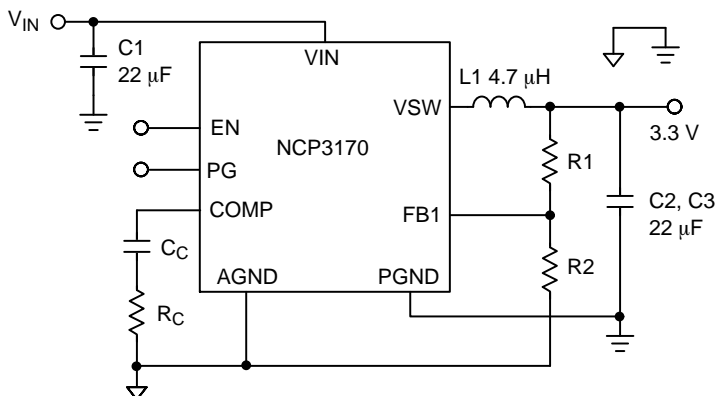 VIN
C1
22 μF
VIN
L1 4.7 μH
VSW
3.3 V
EN
NCP3170
R1
PG
COMP
FB1
C2, C3
22 μF
CC
R2
AGND
PGND
RC